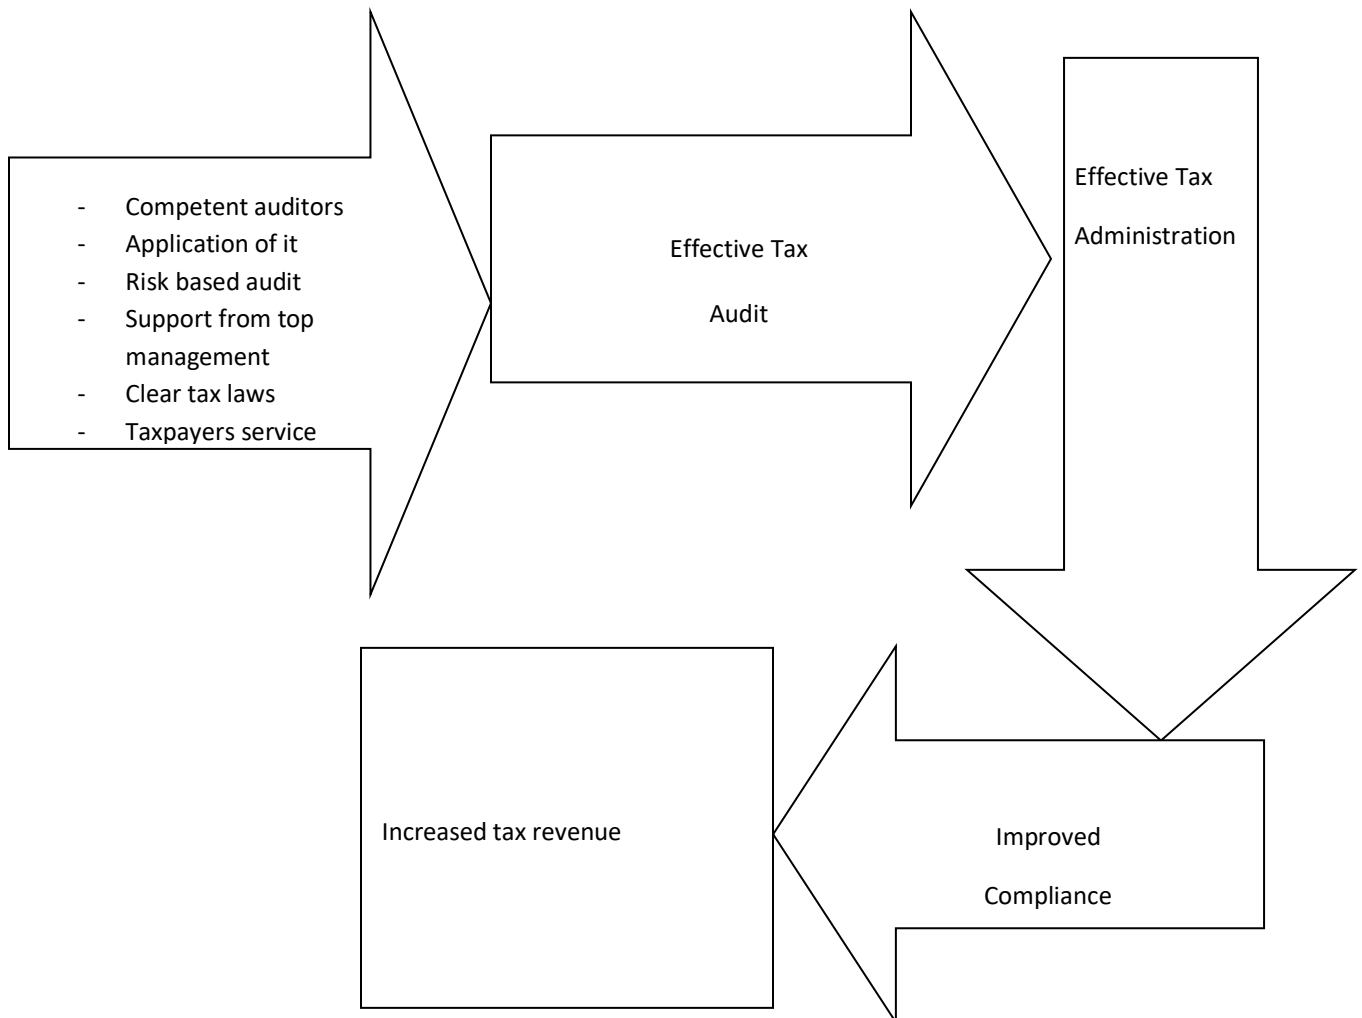 - Competent auditors
- Application of it
- Risk based audit
- Support from top
management
- Clear tax laws
- Taxpayers service
Effective Tax
Audit
Effective Tax
Administration
Improved
Compliance
Increased tax revenue